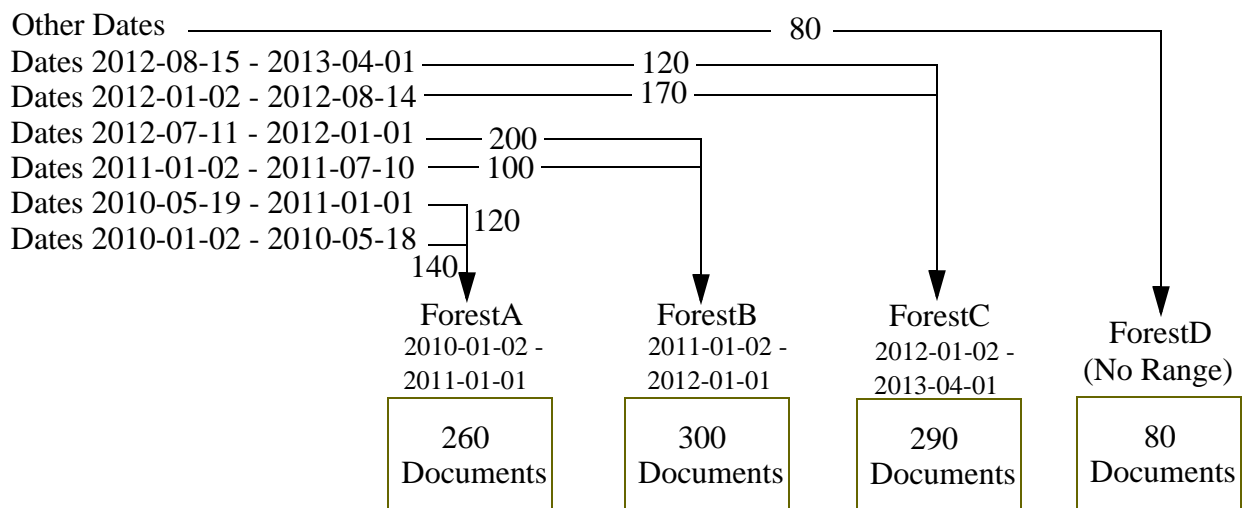 Other Dates 80
Dates 2012-08-15 - 2013-04-01 120
Dates 2012-01-02 - 2012-08-14 170
Dates 2012-07-11 - 2012-01-01 200
Dates 2011-01-02 - 2011-07-10 100
Dates 2010-05-19 - 2011-01-01 120
Dates 2010-01-02 - 2010-05-18 140
ForestA
2010-01-02 -
2011-01-01
260
Documents
ForestB
2011-01-02 -
2012-01-01
300
Documents
ForestC
2012-01-02 -
2013-04-01
290
Documents
ForestD
(No Range)
80
Documents